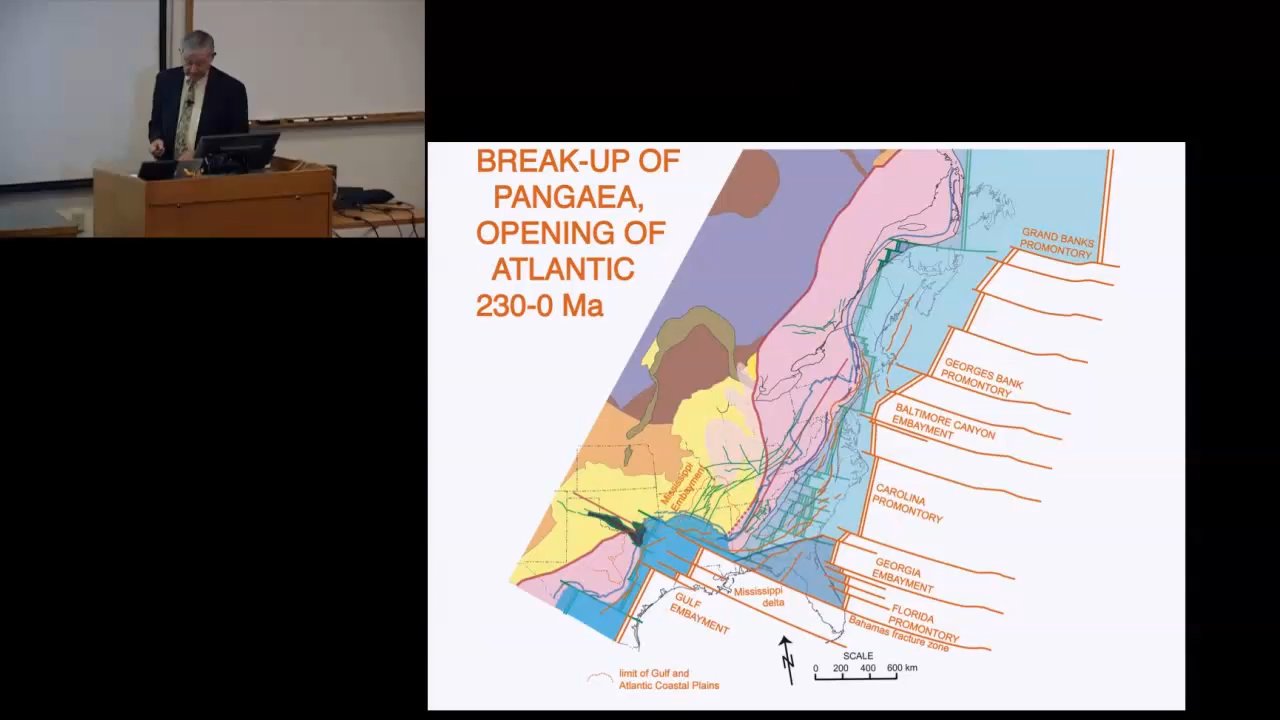 BREAK-UP OF
PANGAEA,
OPENING OF
ATLANTIC
230-0 Ma
GRAND BANKS
PROMONTORY
GEORGES BANK
PROMONTORY
BALTIMORE CANYON
EMBAYMENT
CAROLINA
PROMONTORY
Mississippi
Embayment
GEORGIA
EMBAYMENT
FLORIDA
PROMONTORY
Bahamas fracture zone
Mississippi
delta
GULF
EMBAYMENT
N
SCALE
0 200 400 600 km
limit of Gulf and
Atlantic Coastal Plains